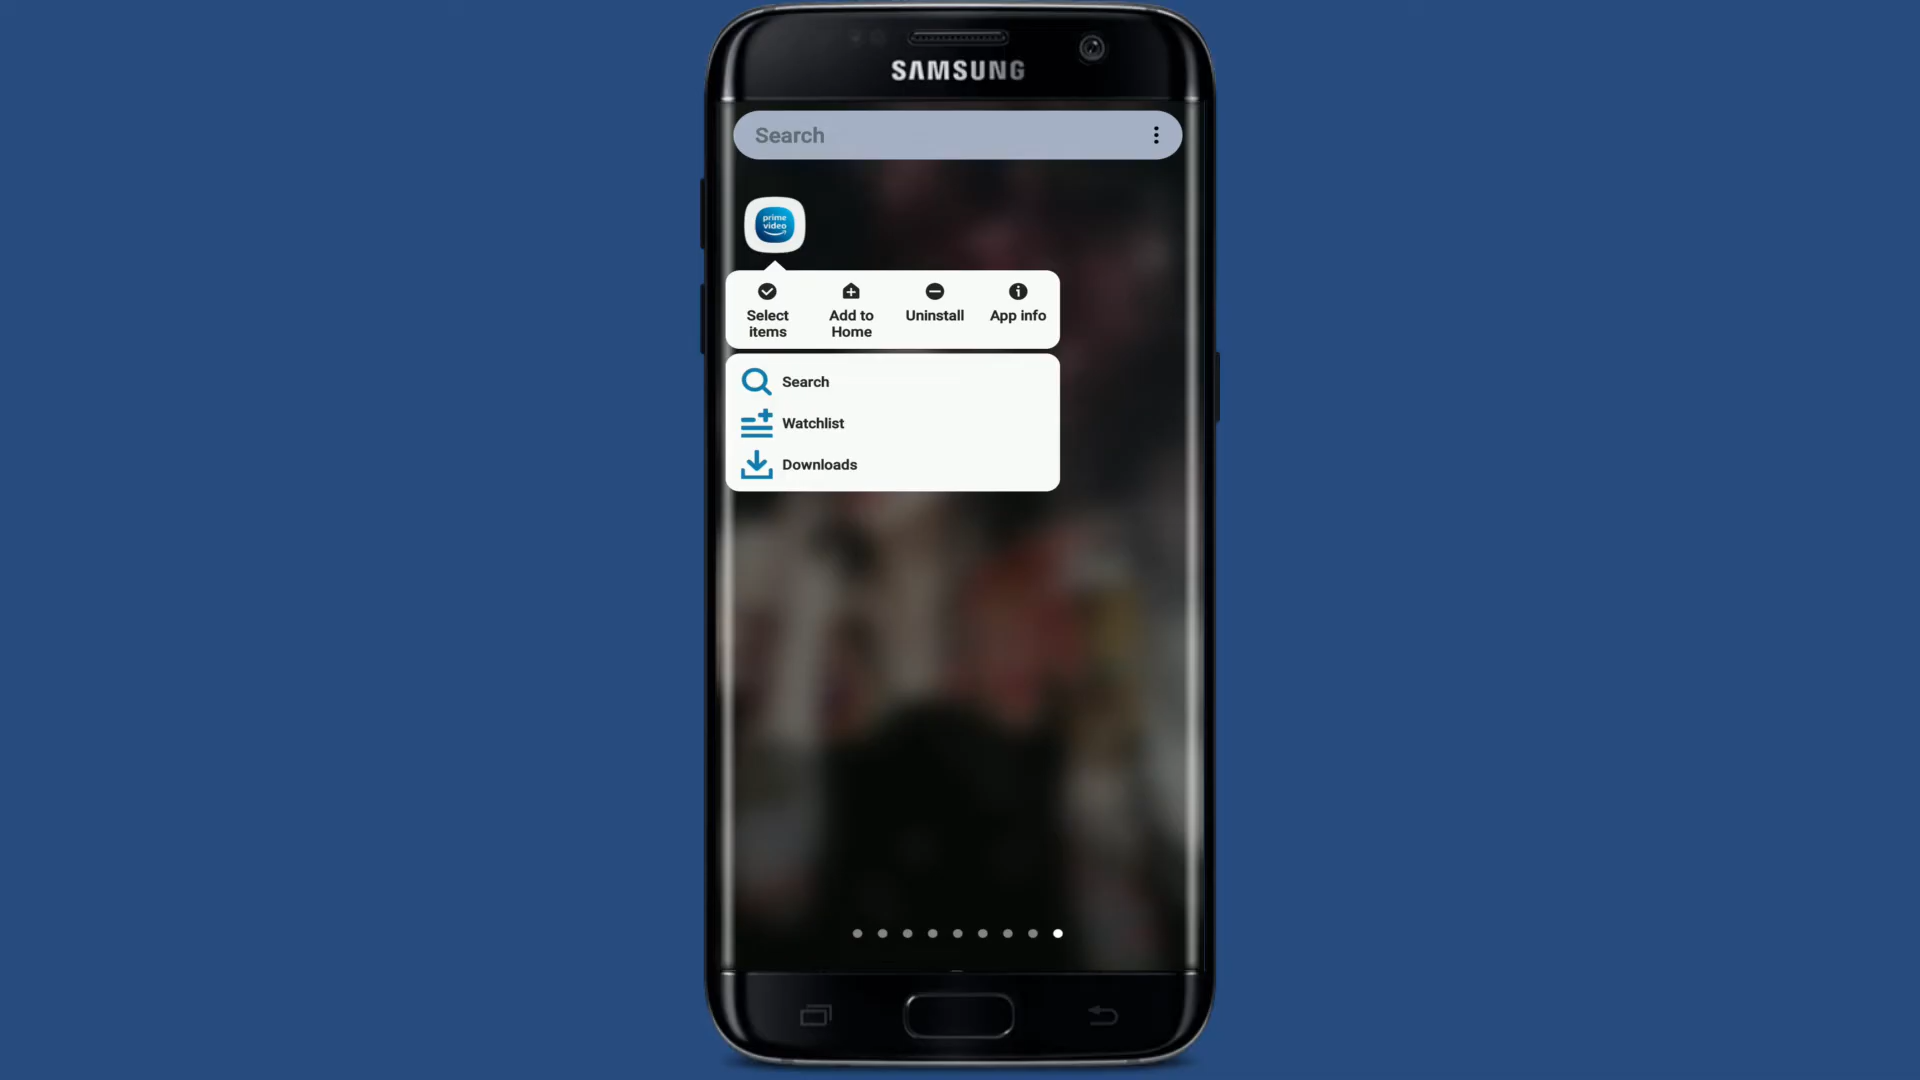 SAMSUNG
Search
prime
video
Select
items
Add to
Home
Uninstall
App info
Search
Watchlist
Downloads